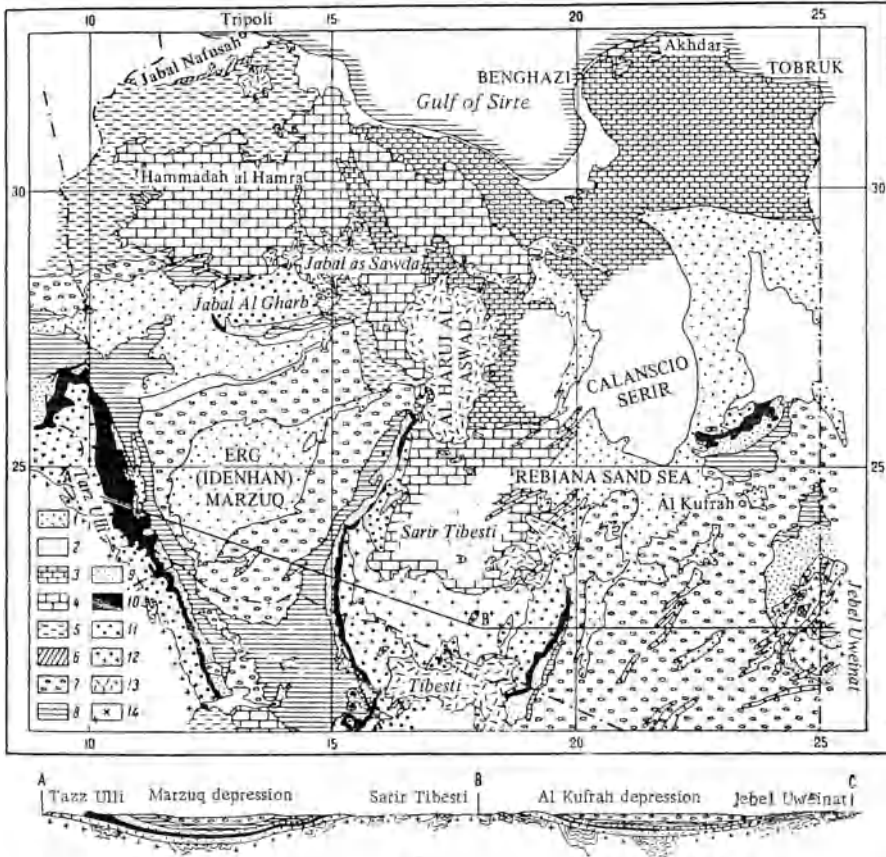 Tripoli
10 15 20 25
Jabal Nafusah
Akhdar
BENGHAZI
TOBRUK
Gulf of Sirte
30 30
Hammadah al Hamra
Jabal as Sawda
Jabal Al Gharb
AL HARUJ AL
ASWAD
CALANSCIO
SERIR
ERG
(IDENHAN)
MARZUQ
25 25
REBIANA SAND SEA
Al Kufrah
Tazz Ulli
A
Sarir Tibesti
B
Jebel Uweinat
Tibesti
1
2
3 9
4 10
5 11
6 12
7 13
8 14
10 15 20 25
A B C
Tazz Ulli Marzuq depression Sarir Tibesti Al Kufrah depression Jebel Uweinat